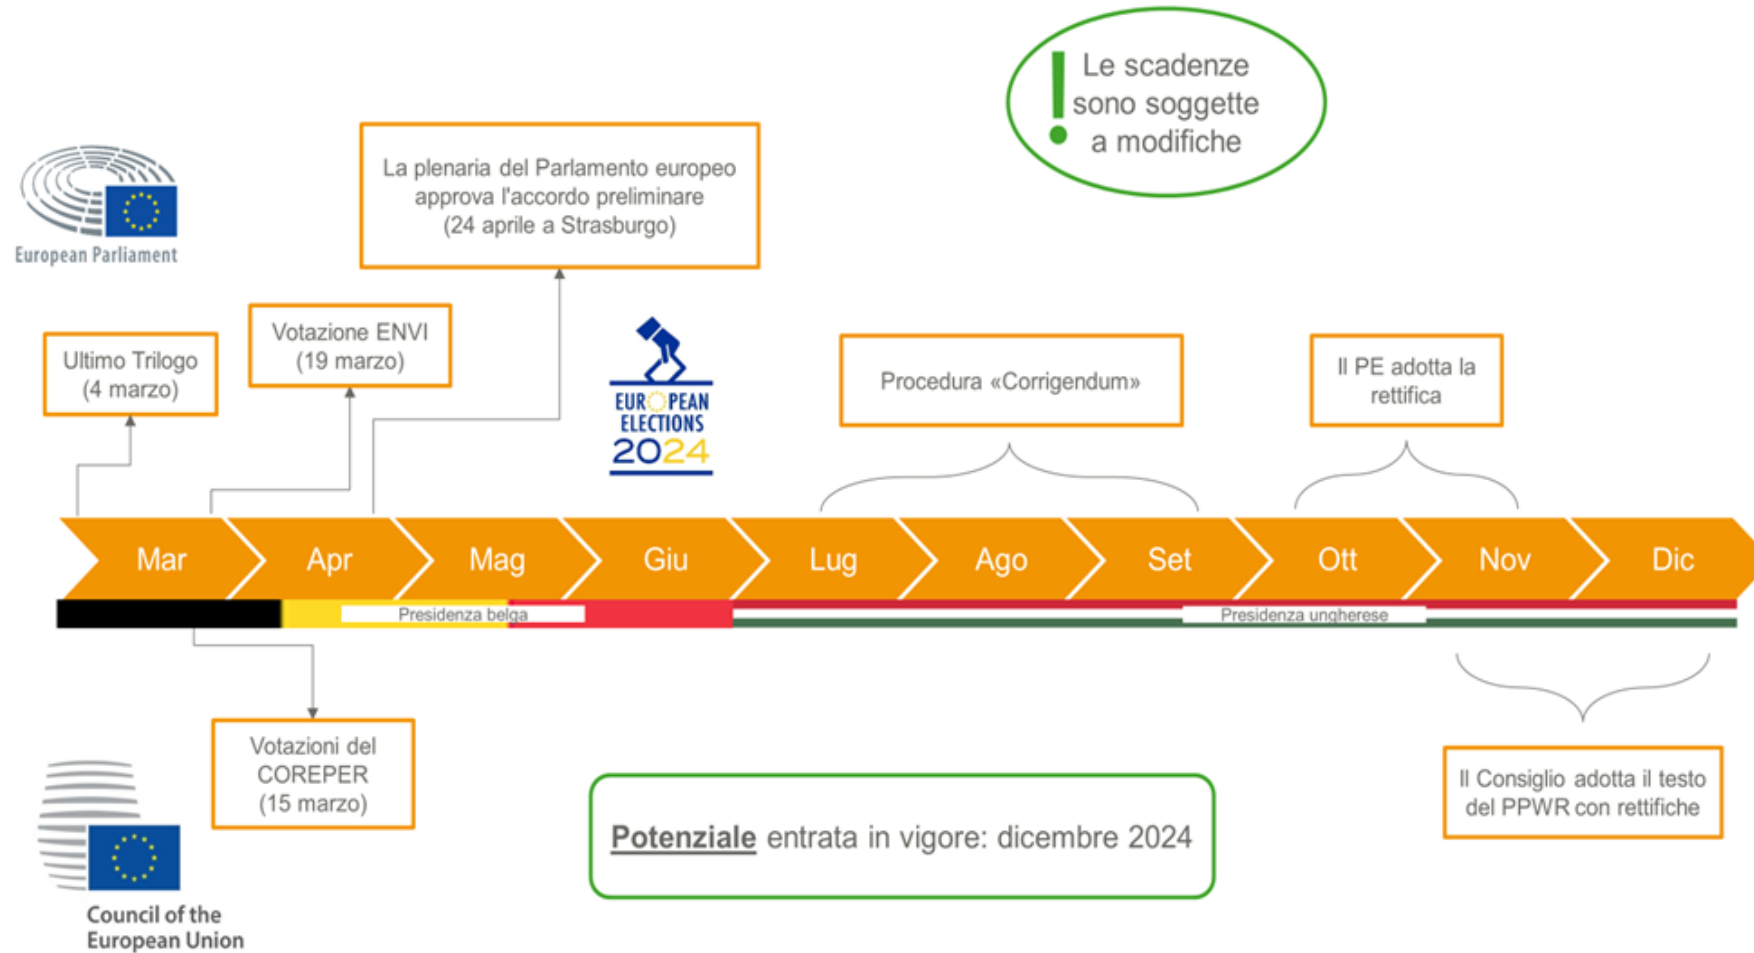 ! Le scadenze
sono soggette
a modifiche
La plenaria del Parlamento europeo
approva l'accordo preliminare
(24 aprile a Strasburgo)
European Parliament
Votazione ENVI
(19 marzo)
Ultimo Trilogo
(4 marzo)
EUROPEAN
ELECTIONS
2024
Procedura «Corrigendum»
Il PE adotta la
rettifica
Mar
Apr
Mag
Giu
Lug
Ago
Set
Ott
Nov
Dic
Presidenza belga
Presidenza ungherese
Votazioni del
COREPER
(15 marzo)
Potenziale entrata in vigore: dicembre 2024
Il Consiglio adotta il testo
del PPWR con rettifiche
Council of the
European Union